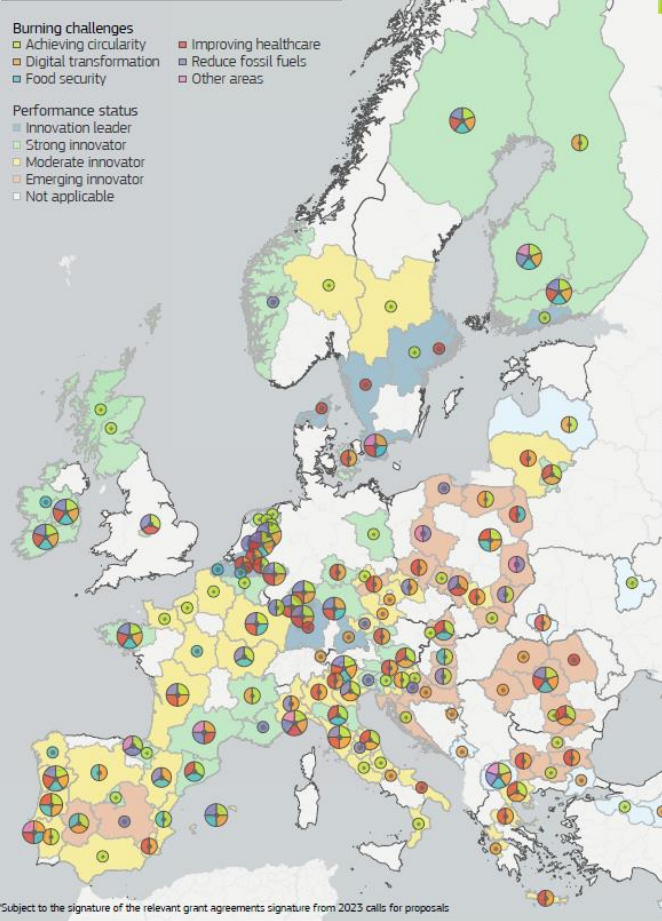 Burning challenges
Achieving circularity
Improving healthcare
Digital transformation
Reduce fossil fuels
Food security
Other areas
Performance status
Innovation leader
Strong innovator
Moderate innovator
Emerging innovator
Not applicable
*Subject to the signature of the relevant grant agreements signature from 2023 calls for proposals